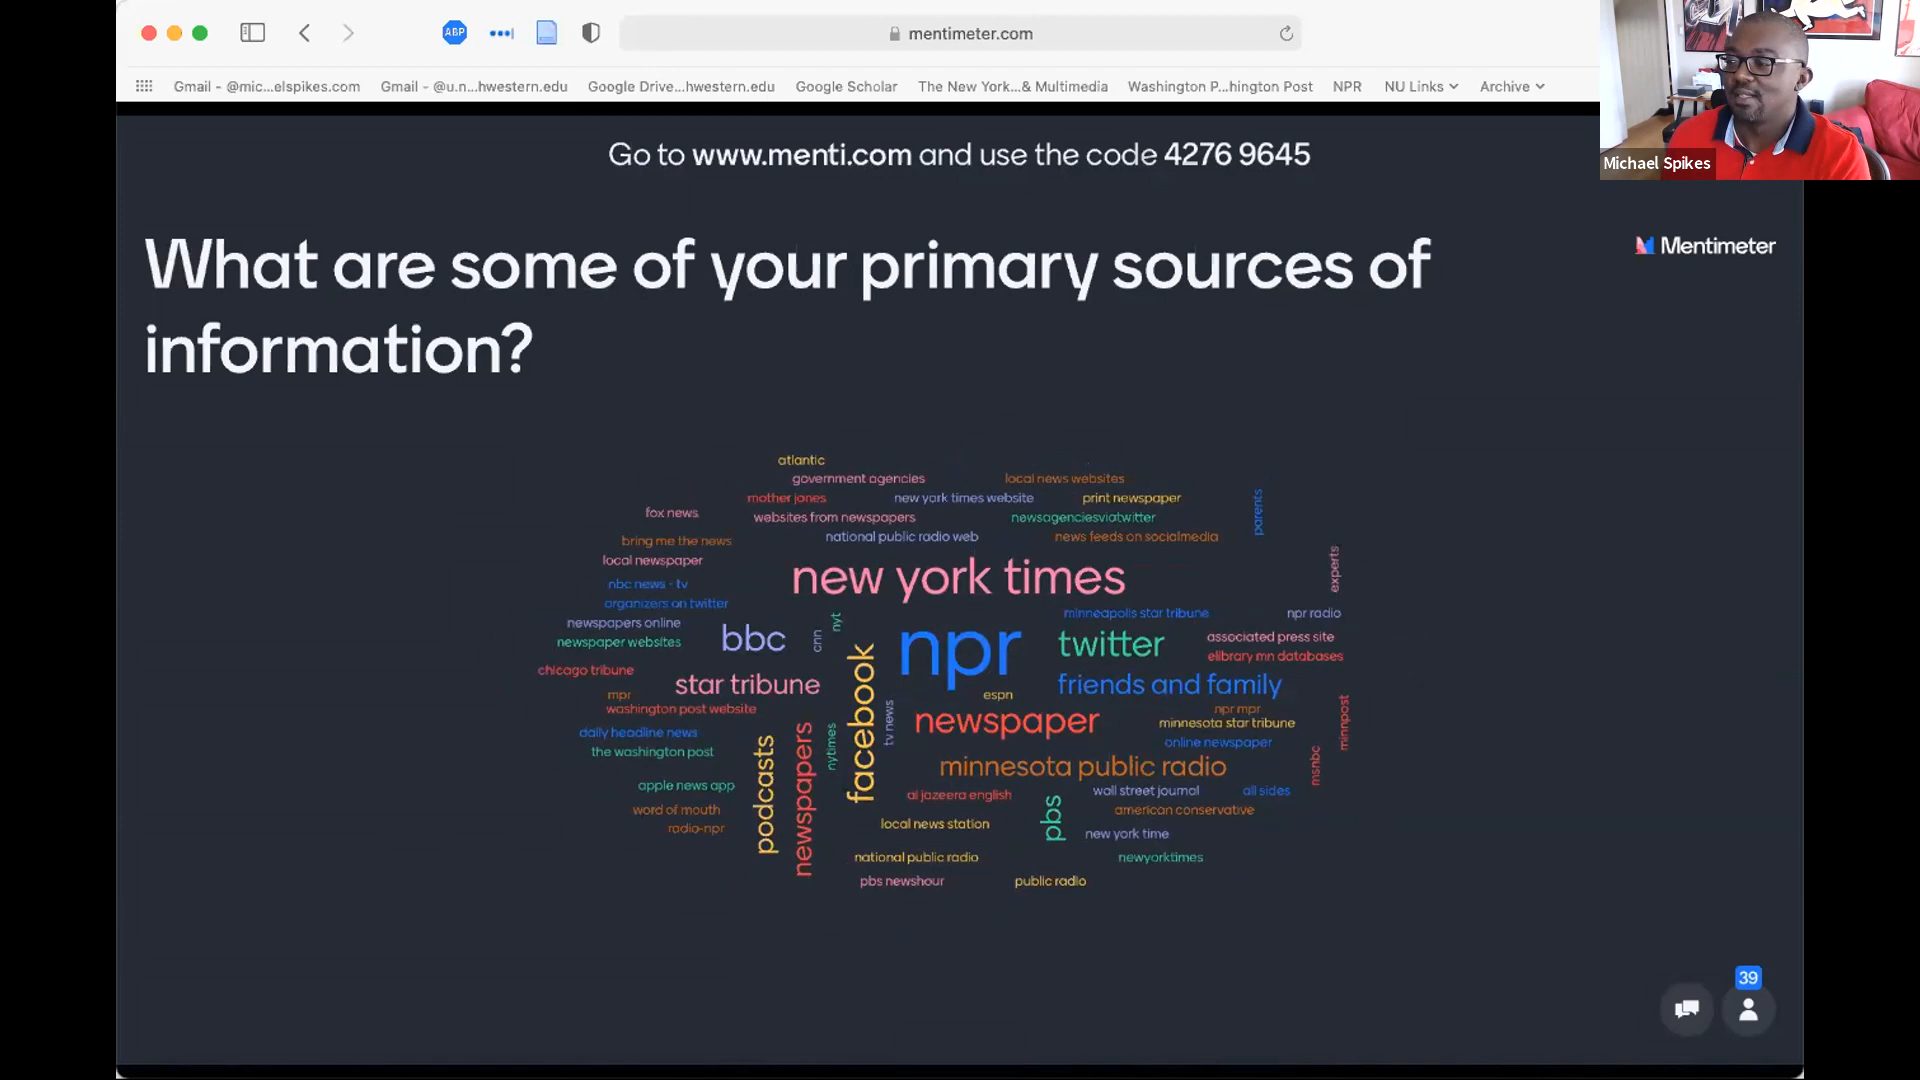 ABP
mentimeter.com
Gmail - @mic...elspikes.com
Gmail - @u.n...hwestern.edu
Google Drive...hwestern.edu
Google Scholar
The New York...& Multimedia
Washington P...hington Post
NPR
NU Links
Archive
Michael Spikes
Go to www.menti.com and use the code 4276 9645
What are some of your primary sources of
information?
Mentimeter
atlantic
government agencies
local news websites
mother jones
new york times website
print newspaper
parents
fox news
websites from newspapers
newsagenciesviatwitter
bring me the news
national public radio web
news feeds on socialmedia
local newspaper
new york times
experts
nbc news - tv
organizers on twitter
nyt
minneapolis star tribune
npr radio
newspapers online
bbc
cnn
npr
twitter
associated press site
newspaper websites
elibrary mn databases
chicago tribune
star tribune
facebook
friends and family
mpr
espn
washington post website
tv news
newspaper
npr mpr
minnesota star tribune
minnpost
daily headline news
online newspaper
the washington post
podcasts
newspapers
nytimes
minnesota public radio
msnbc
apple news app
al jazeera english
wall street journal
all sides
word of mouth
pbs
american conservative
radio-npr
local news station
new york time
national public radio
newyorktimes
pbs newshour
public radio
39